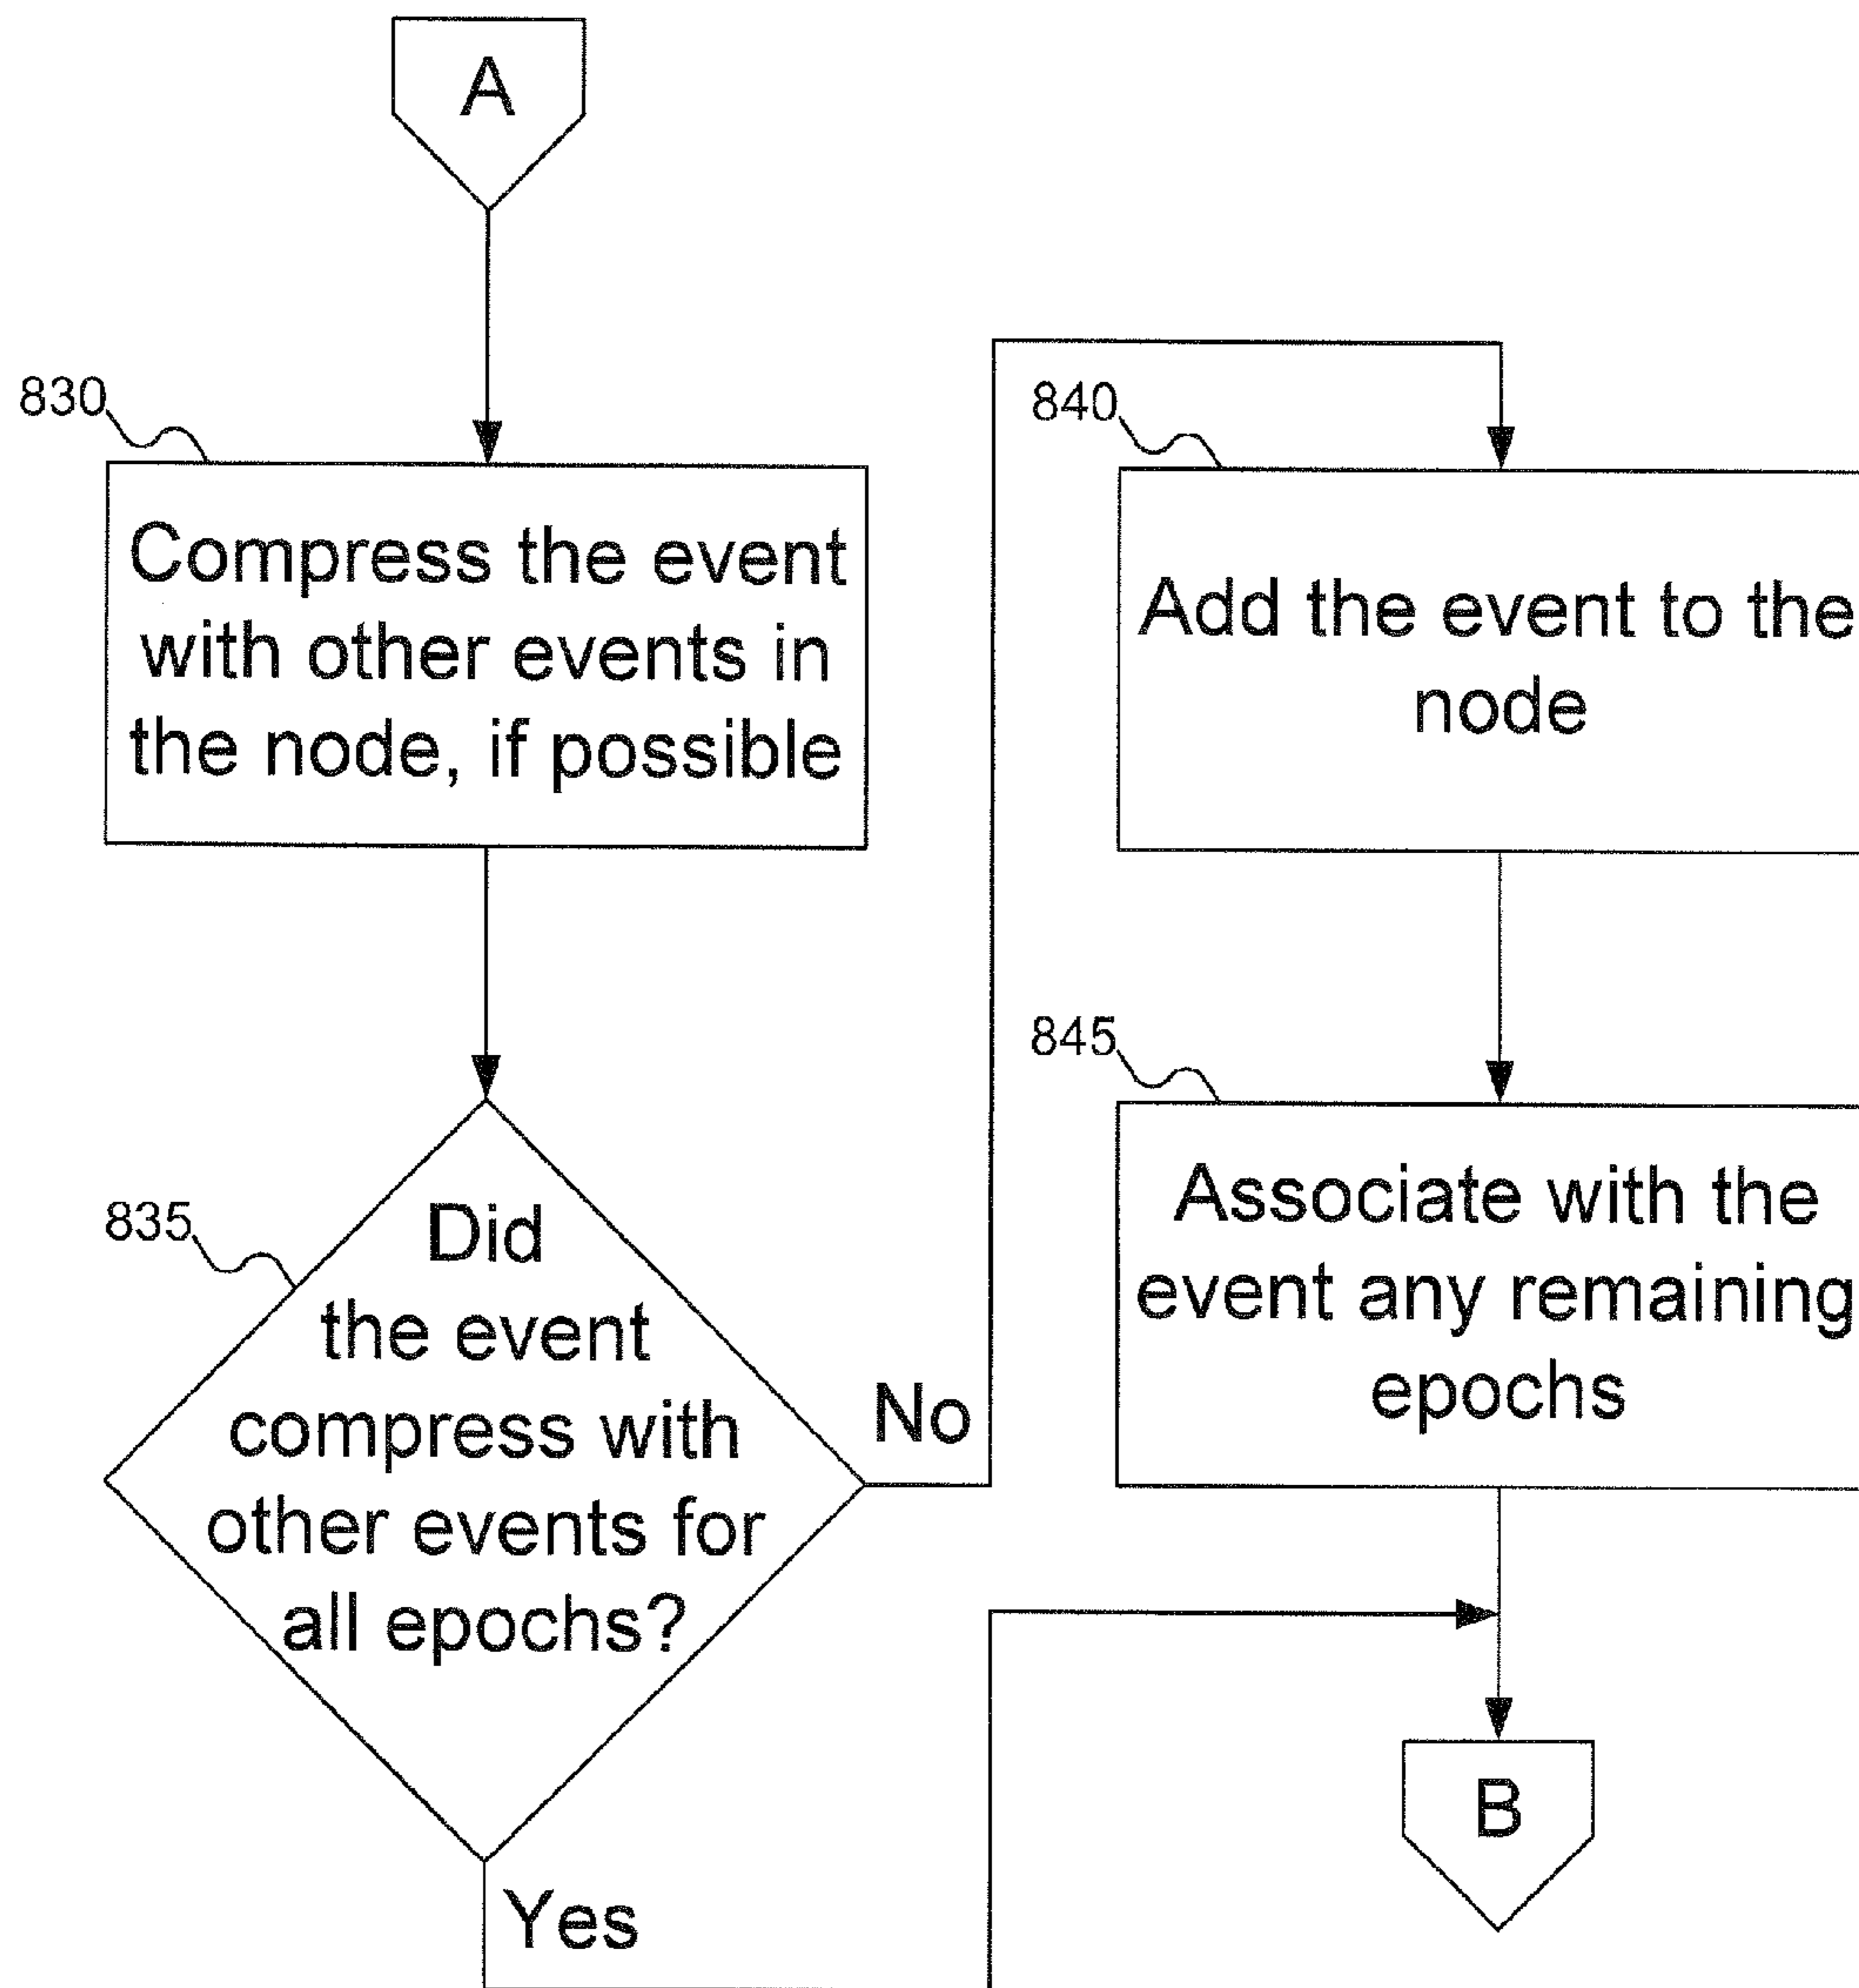 A
830
Compress the event
with other events in
the node, if possible
835
Did
the event
compress with
other events for
all epochs?
No
Yes
840
Add the event to the
node
845
Associate with the
event any remaining
epochs
B